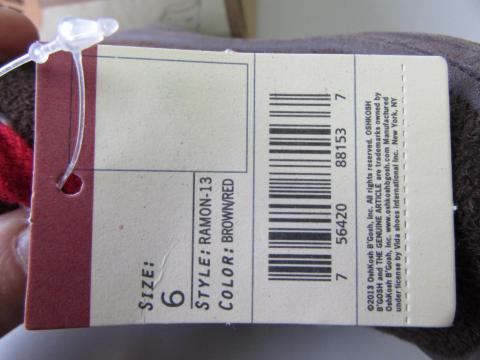 SIZE:
6
STYLE: RAMON-13
COLOR: BROWN/RED
7 56420 88153 7
©2013 OshKosh B'Gosh, Inc. All rights reserved. OSHKOSH
B'GOSH and THE GENUINE ARTICLE are trademarks owned by
OshKosh B'Gosh, Inc. www.oshkoshbgosh.com Manufactured
under license by Vida shoes International Inc. New York, NY